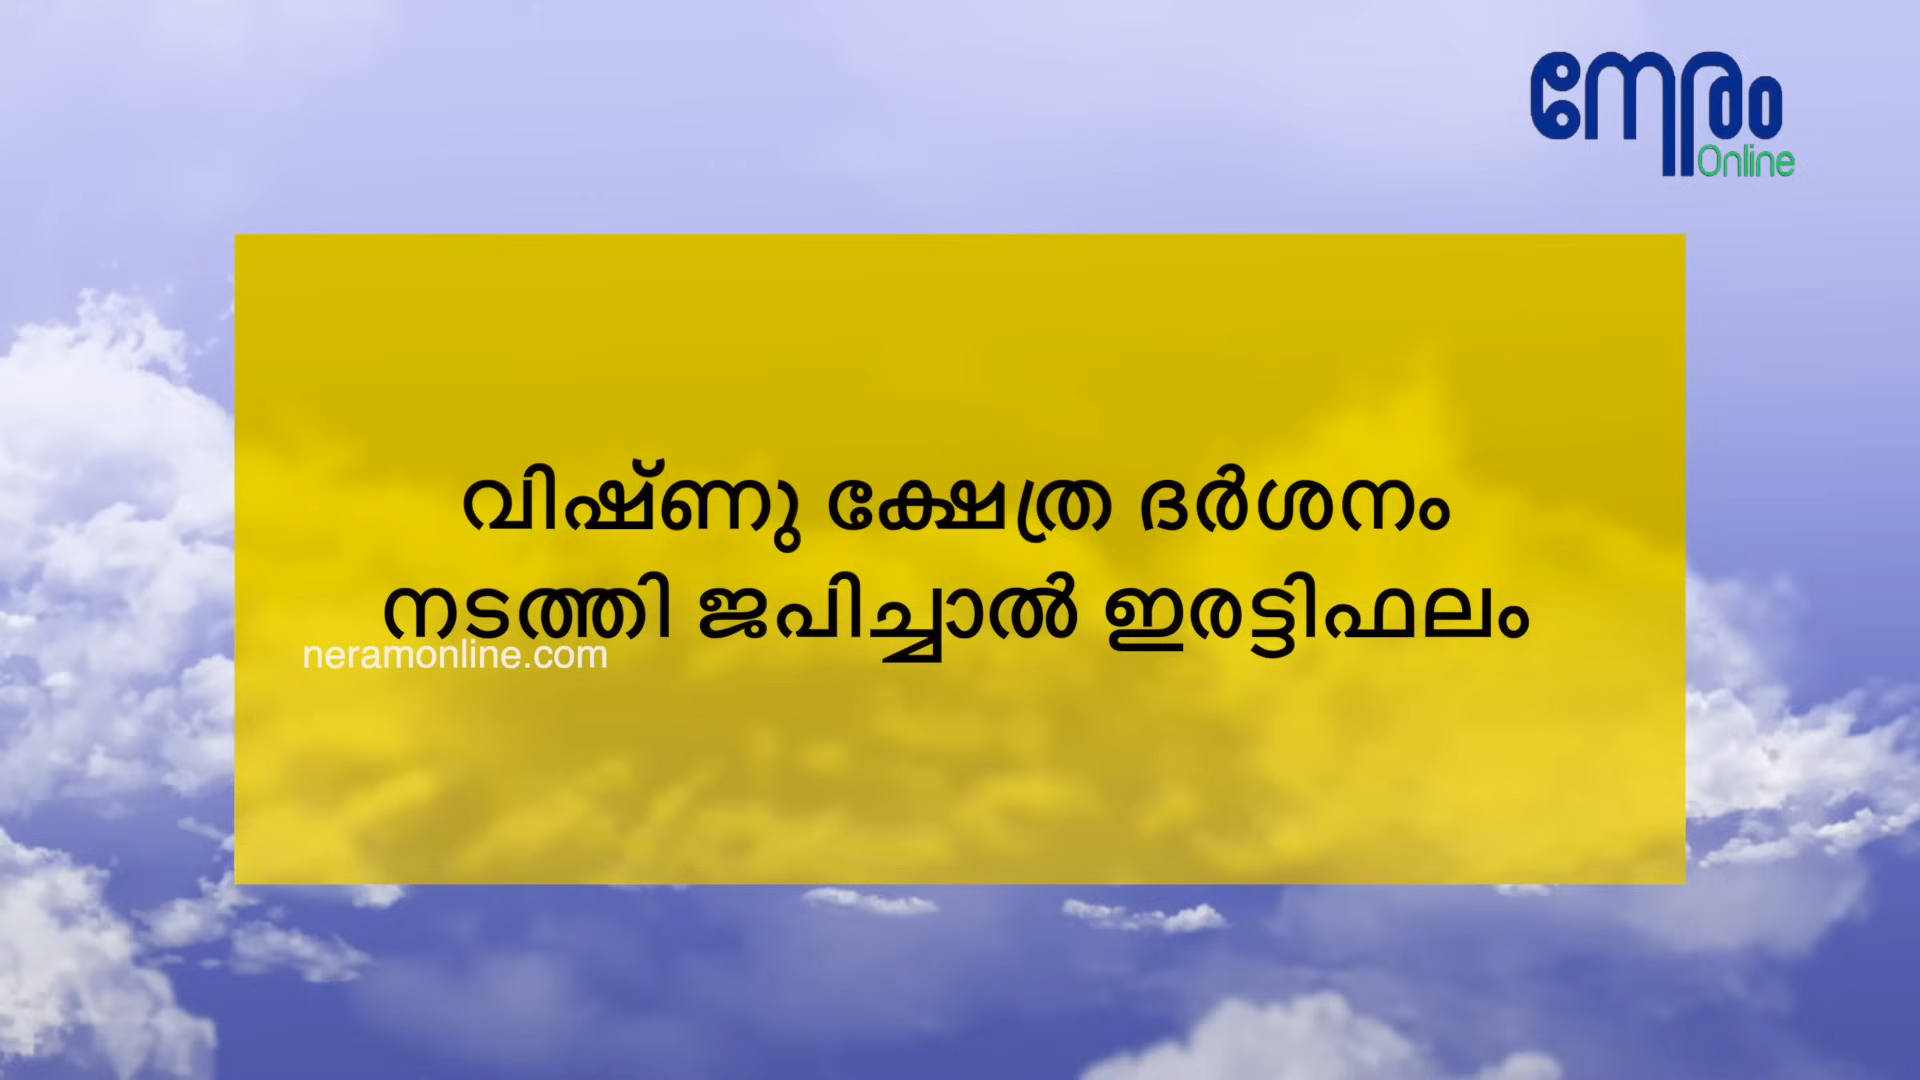 നേരം
Online
വിഷ്ണു ക്ഷേത്ര ദർശനം
നടത്തി ജപിച്ചാൽ ഇരട്ടിഫലം
neramonline.com